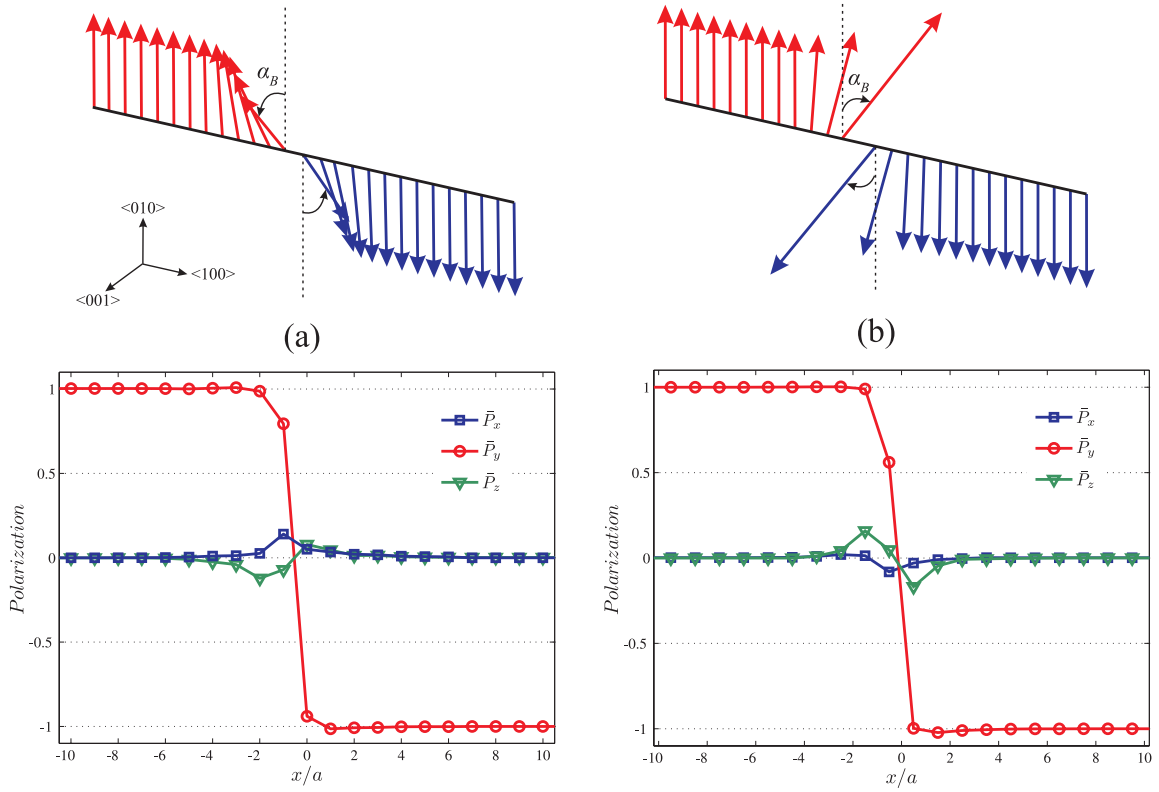 α_B
α_B
<010>
<100>
<001>
(a)
(b)
1
0.5
0
-0.5
-1
Polarization
P̄_x
P̄_y
P̄_z
-10 -8 -6 -4 -2 0 2 4 6 8 10
x/a
1
0.5
0
-0.5
-1
Polarization
P̄_x
P̄_y
P̄_z
-10 -8 -6 -4 -2 0 2 4 6 8 10
x/a